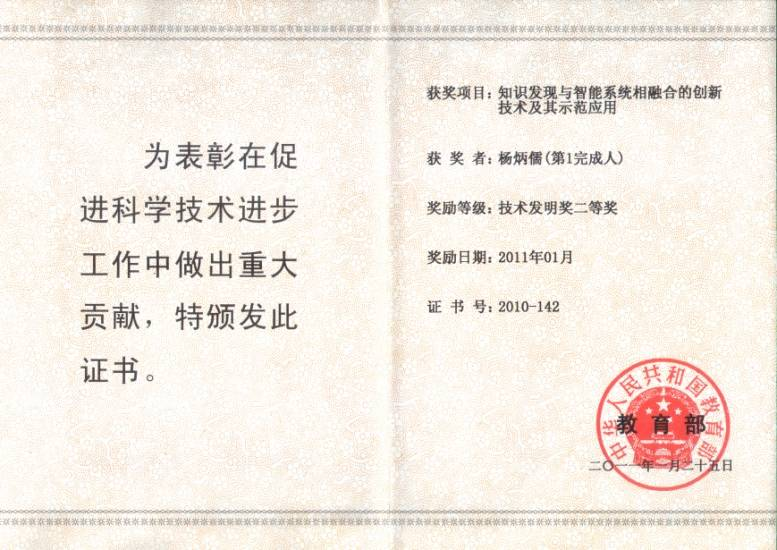 为表彰在促
进科学技术进步
工作中做出重大
贡献，特颁发此
证书。
获奖项目：知识发现与智能系统相融合的创新
技术及其示范应用
获 奖 者：杨炳儒(第1完成人)
奖励等级：技术发明奖二等奖
奖励日期：2011年01月
证 书 号：2010-142
中华人民共和国教育部
教 育 部
二〇一一年一月二十五日